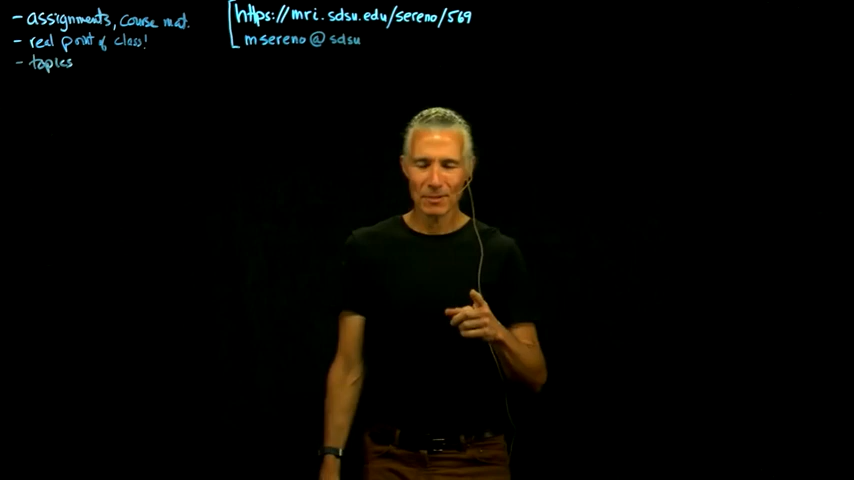 - assignments, course mat.
- real point of class!
- topics
https://mri.sdsu.edu/sereno/569
msereno@sdsu